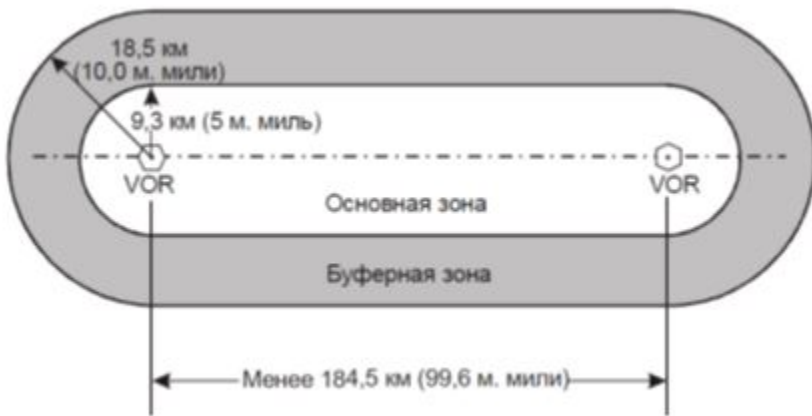 18,5 км
(10,0 м. мили)
9,3 км (5 м. миль)
VOR
VOR
Основная зона
Буферная зона
Менее 184,5 км (99,6 м. мили)